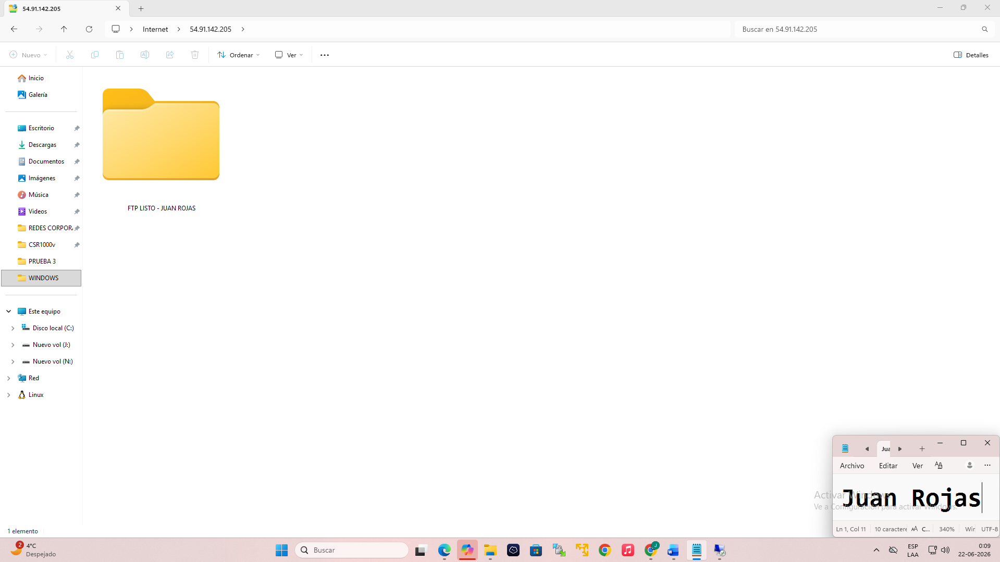 54.91.142.205
Internet
54.91.142.205
Buscar en 54.91.142.205
Nuevo
Ordenar
Ver
Detalles
Inicio
Galería
Escritorio
Descargas
Documentos
Imágenes
Música
Videos
REDES CORPOR
CSR1000v
PRUEBA 3
WINDOWS
Este equipo
Disco local (C:)
Nuevo vol (J:)
Nuevo vol (N:)
Red
Linux
FTP LISTO - JUAN ROJAS
1 elemento
Jua
Archivo
Editar
Ver
Juan Rojas
Activar Windows
Ve a Configuración para activar Windows.
Ln 1, Col 11
10 caractere
C...
340%
Wir
UTF-8
2
4°C
Despejado
Buscar
J
ESP
LAA
0:09
22-06-2026